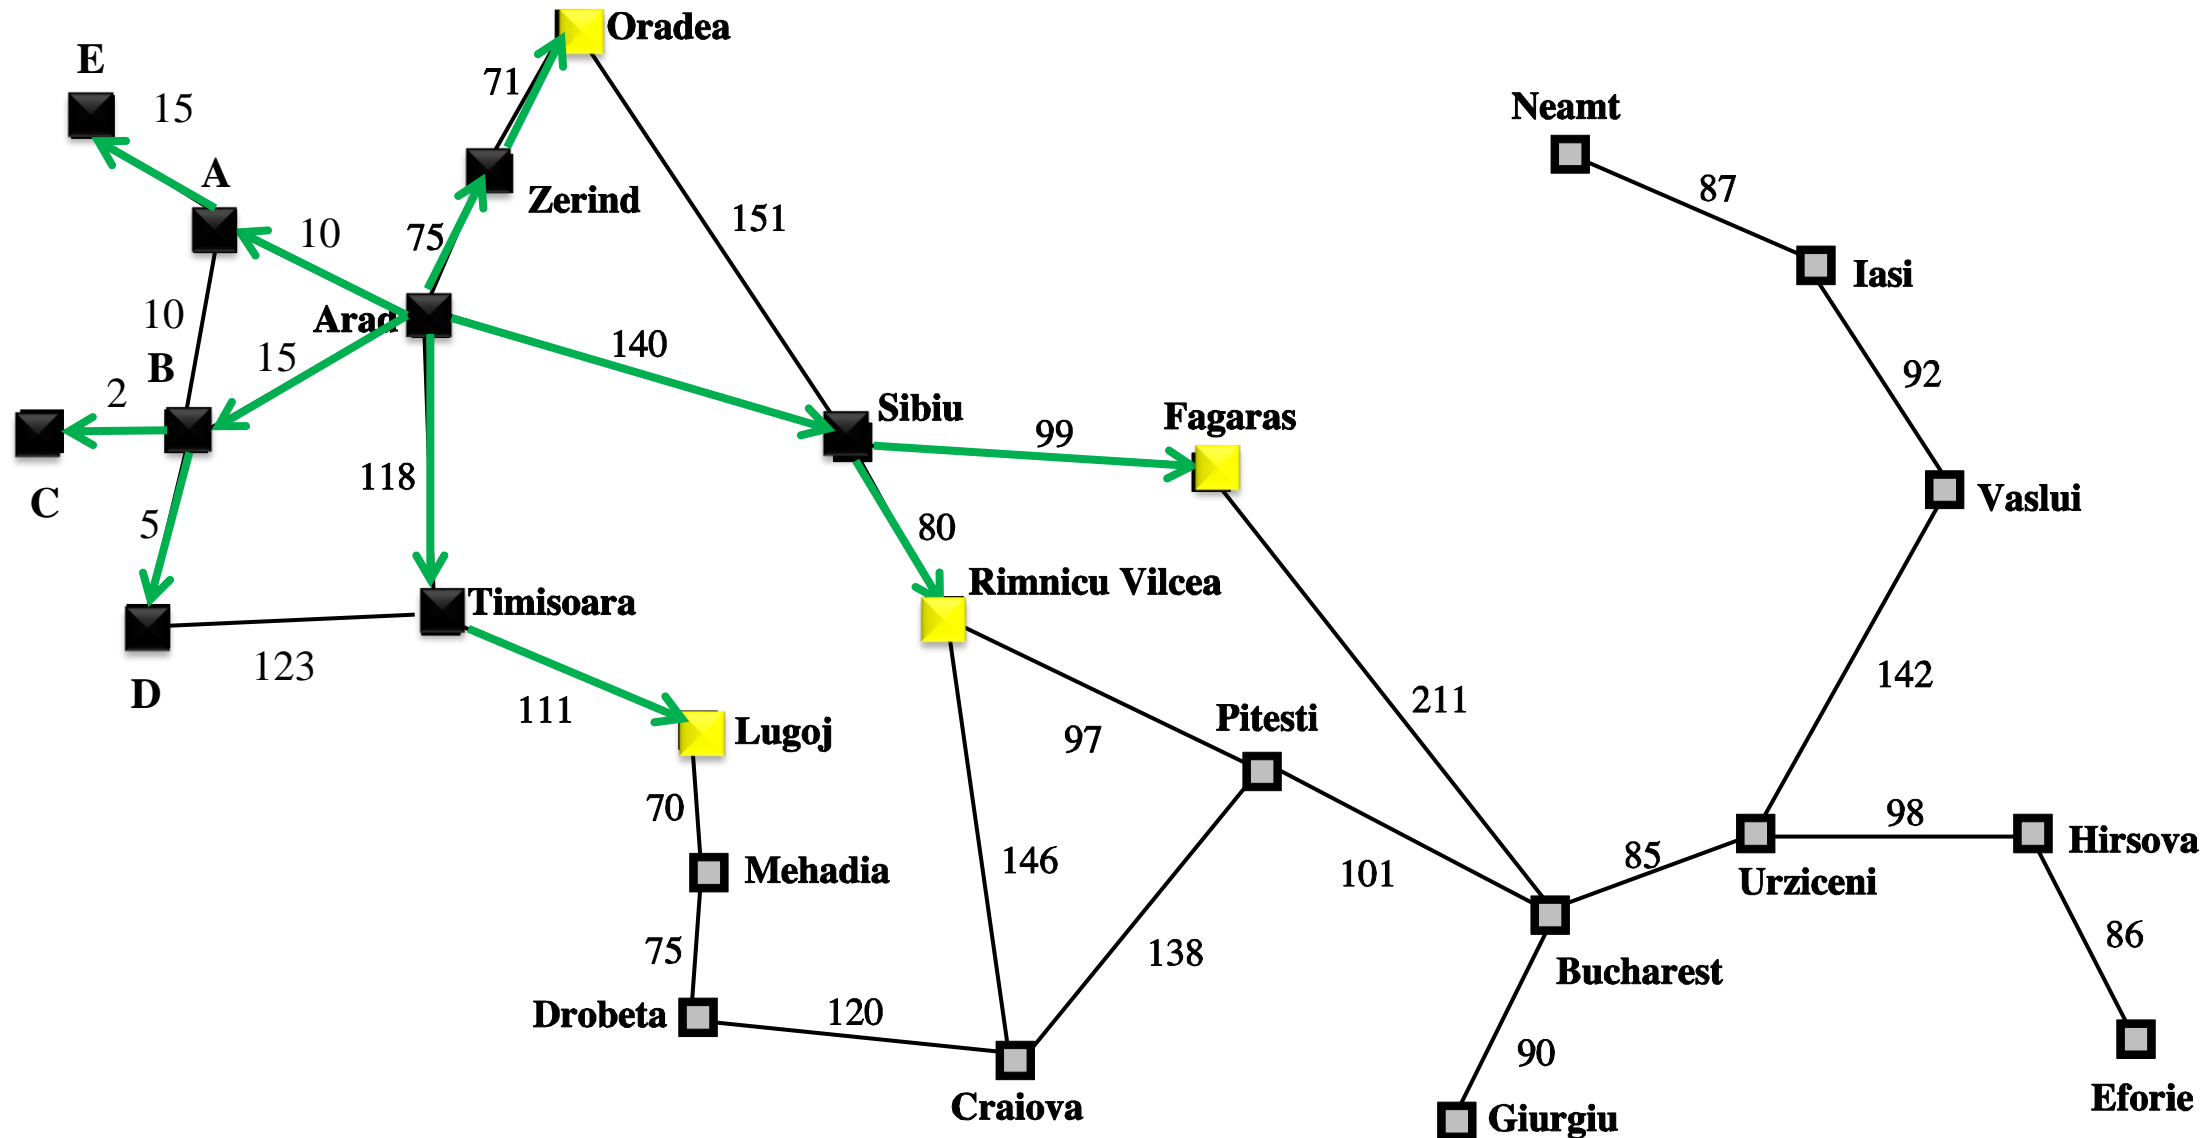 Oradea
E
71
15
Neamt
A
Zerind
87
151
10
75
Iasi
10
Arad
140
15
B
92
2
Sibiu
Fagaras
99
118
C
5
80
Vaslui
Rimnicu Vilcea
Timisoara
123
142
D
111
211
Pitesti
Lugoj
97
70
98
Hirsova
146
85
Mehadia
101
Urziceni
75
138
86
Bucharest
120
Drobeta
90
Craiova
Eforie
Giurgiu